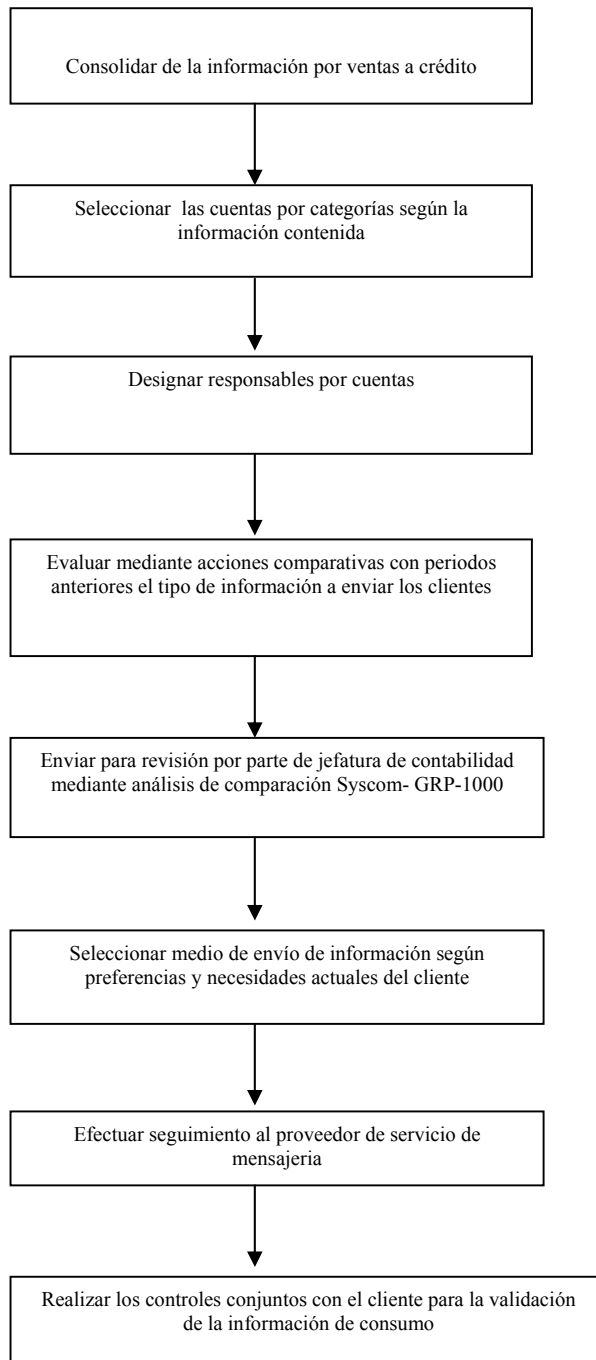 Consolidar de la información por ventas a crédito
Seleccionar las cuentas por categorías según la
información contenida
Designar responsables por cuentas
Evaluar mediante acciones comparativas con periodos
anteriores el tipo de información a enviar los clientes
Enviar para revisión por parte de jefatura de contabilidad
mediante análisis de comparación Syscom- GRP-1000
Seleccionar medio de envío de información según
preferencias y necesidades actuales del cliente
Efectuar seguimiento al proveedor de servicio de
mensajeria
Realizar los controles conjuntos con el cliente para la validación
de la información de consumo